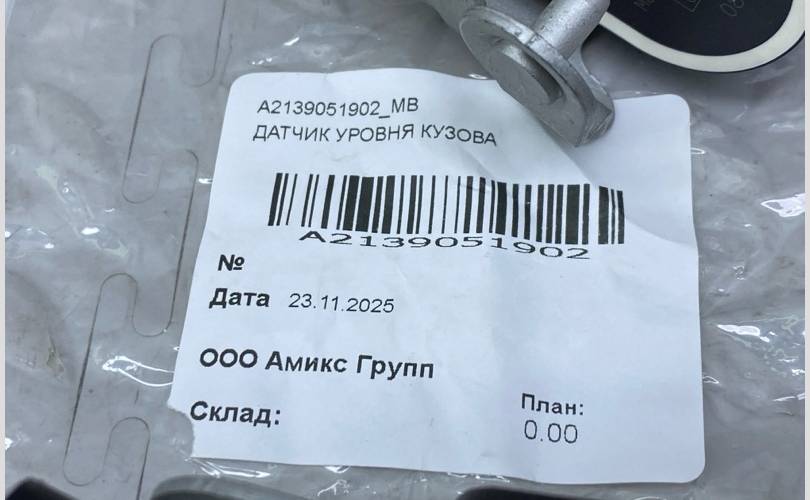 A2139051902_MB
ДАТЧИК УРОВНЯ КУЗОВА
A2139051902
№
Дата 23.11.2025
ООО Амикс Групп
Склад:
План:
0.00